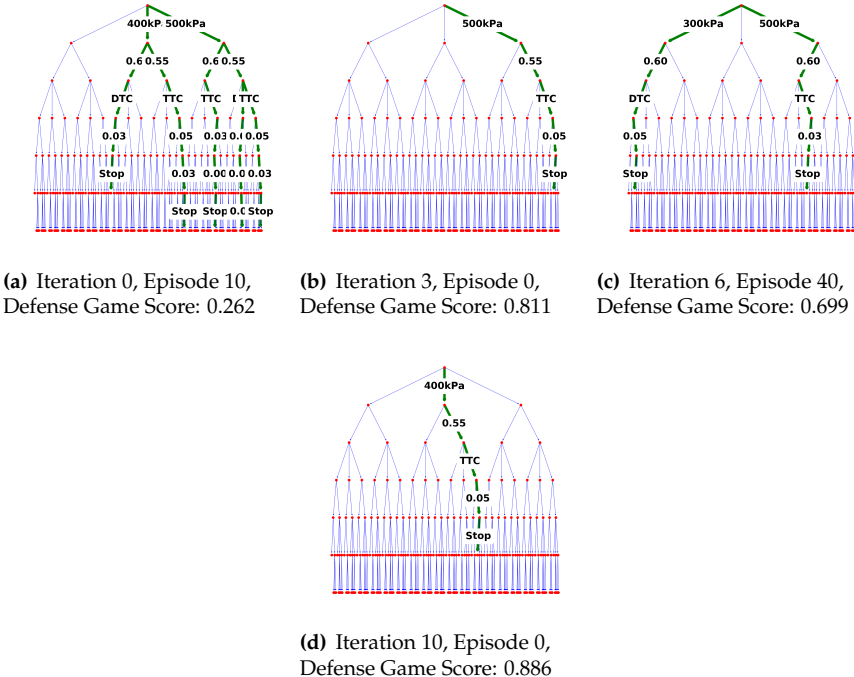 400kPa 500kPa
0.6 0.55 0.6 0.55
DTC TTC TTC TTC
0.03 0.05 0.03 0.05
Stop 0.03 0.00 0.03
Stop Stop Stop
500kPa
0.55
TTC
0.05
Stop
300kPa 500kPa
0.60 0.60
DTC TTC
0.05 0.03
Stop Stop
(a) Iteration 0, Episode 10,
Defense Game Score: 0.262
(b) Iteration 3, Episode 0,
Defense Game Score: 0.811
(c) Iteration 6, Episode 40,
Defense Game Score: 0.699
400kPa
0.55
TTC
0.05
Stop
(d) Iteration 10, Episode 0,
Defense Game Score: 0.886